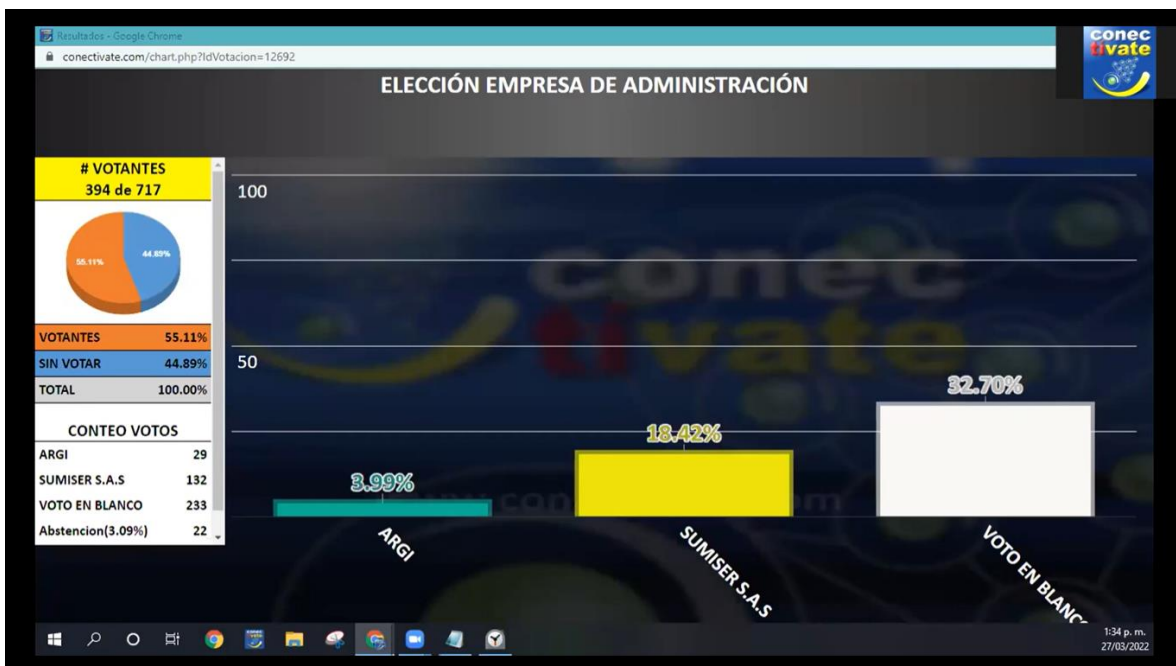 Resultados - Google Chrome
conectivate.com/chart.php?IdVotacion=12692
conec
tivate
ELECCIÓN EMPRESA DE ADMINISTRACIÓN
# VOTANTES
394 de 717
55.11%
44.89%
VOTANTES 55.11%
SIN VOTAR 44.89%
TOTAL 100.00%
CONTEO VOTOS
ARGI 29
SUMISER S.A.S 132
VOTO EN BLANCO 233
Abstencion(3.09%) 22
100
50
conec
tivate
3.99%
18.42%
32.70%
ARGI
SUMISER S.A.S
VOTO EN BLANC
1:34 p. m.
27/03/2022